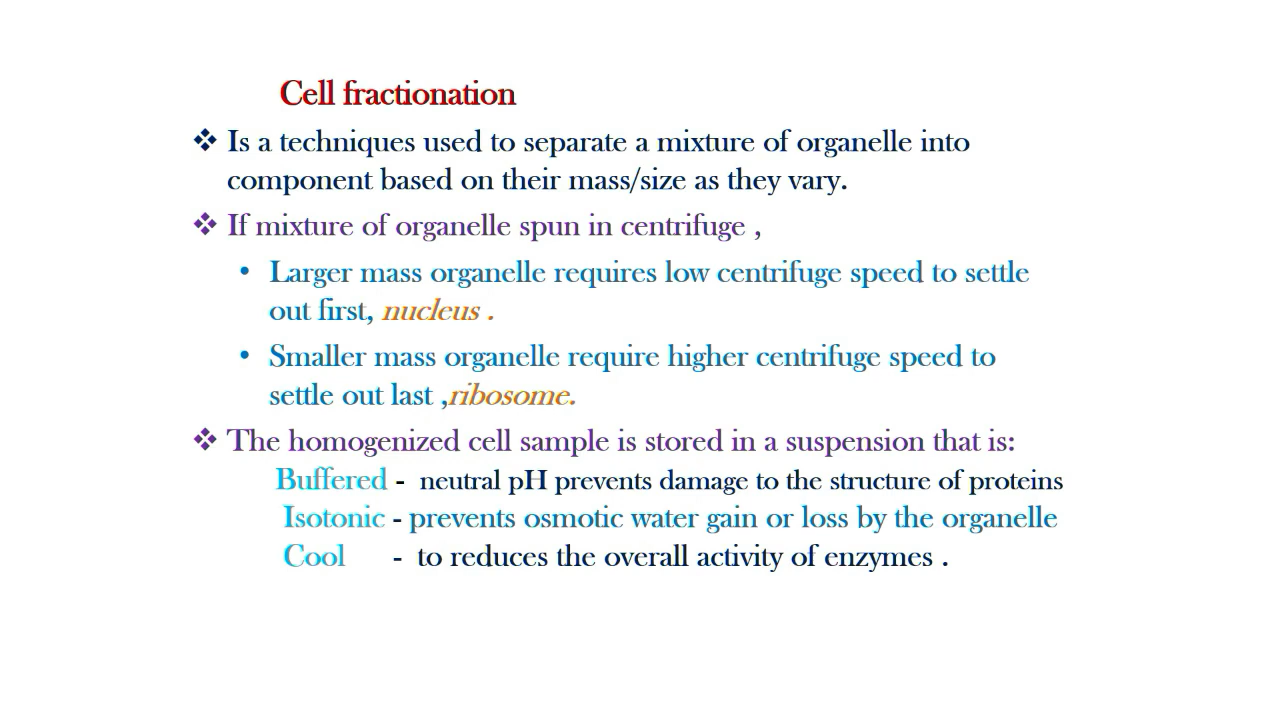 Cell fractionation
❖ Is a techniques used to separate a mixture of organelle into
component based on their mass/size as they vary.
❖ If mixture of organelle spun in centrifuge ,
• Larger mass organelle requires low centrifuge speed to settle
out first, nucleus .
• Smaller mass organelle require higher centrifuge speed to
settle out last ,ribosome.
❖ The homogenized cell sample is stored in a suspension that is:
Buffered - neutral pH prevents damage to the structure of proteins
Isotonic - prevents osmotic water gain or loss by the organelle
Cool - to reduces the overall activity of enzymes .